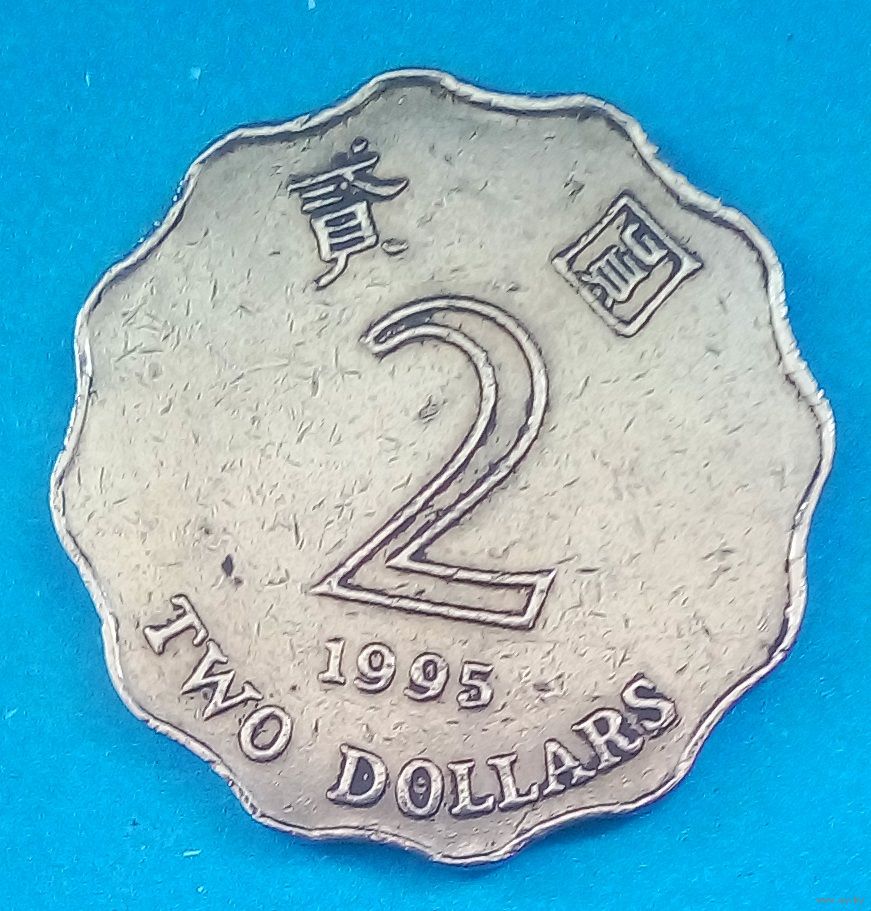 貳 圓
2
1995
TWO DOLLARS